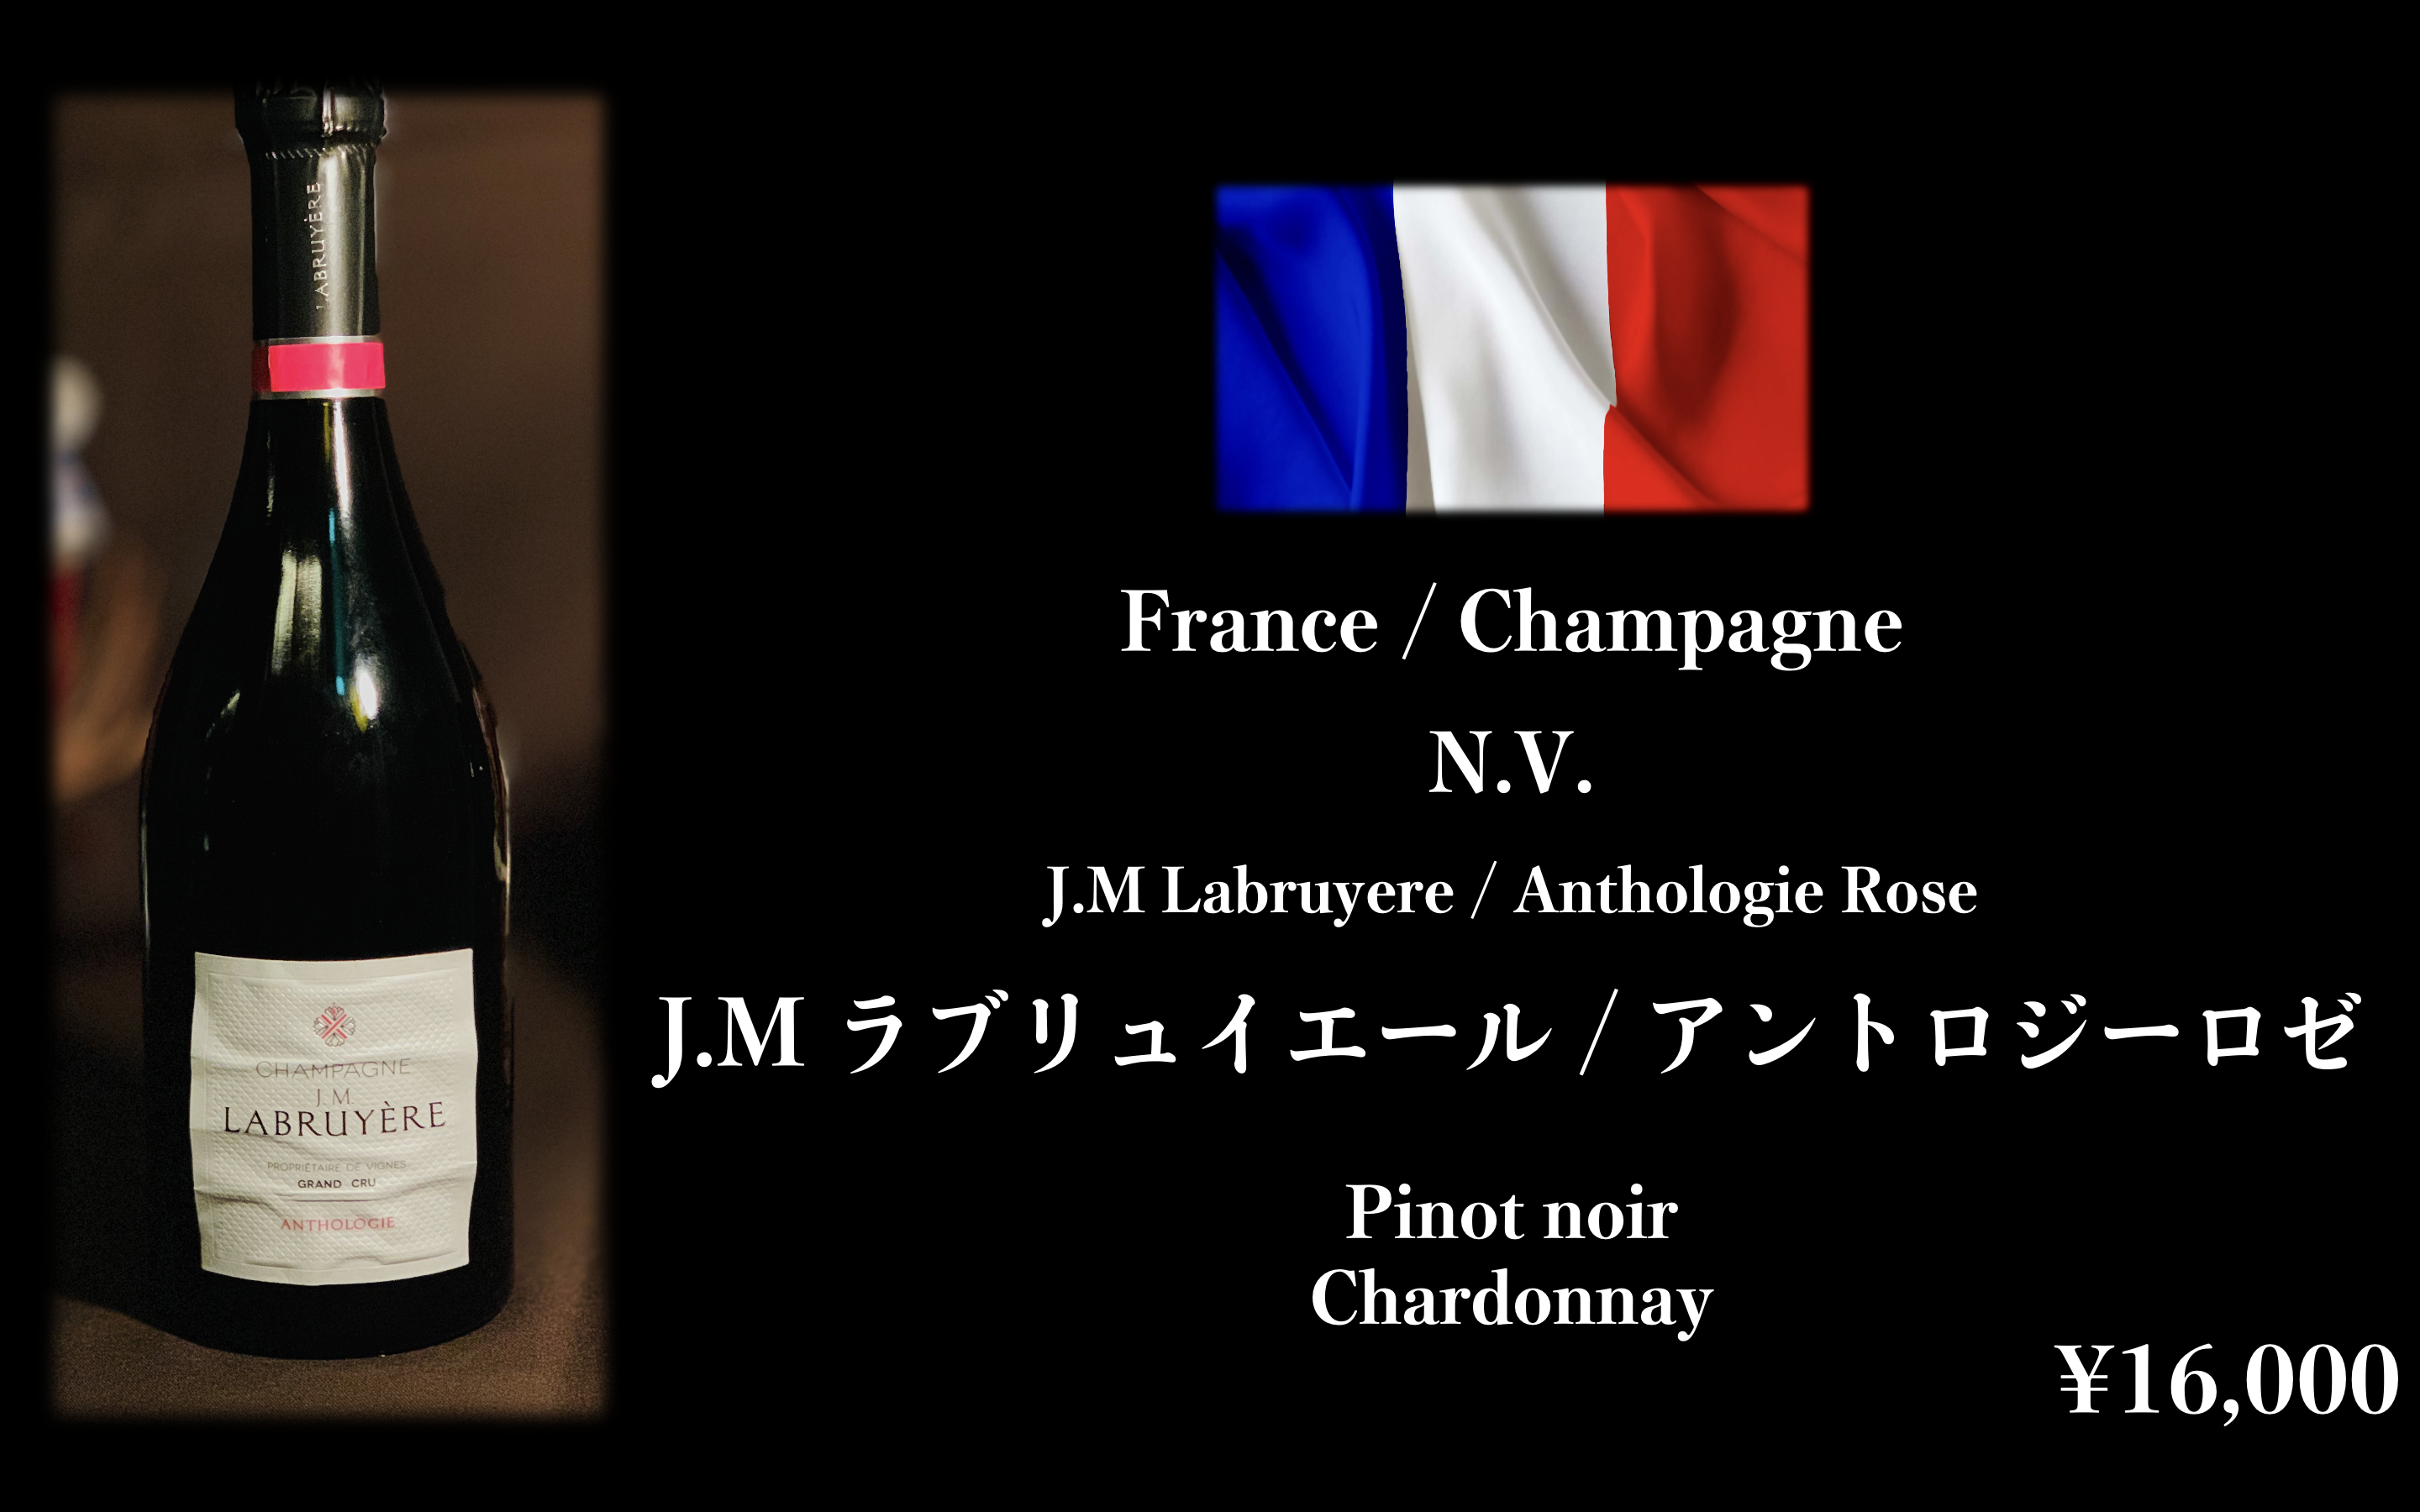 LABRUYÈRE
CHAMPAGNE
J.M.
LABRUYÈRE
PROPRIÉTAIRE DE VIGNES
GRAND CRU
ANTHOLOGIE
France / Champagne
N.V.
J.M Labruyere / Anthologie Rose
J.M ラブリュイエール / アントロジーロゼ
Pinot noir
Chardonnay
¥16,000